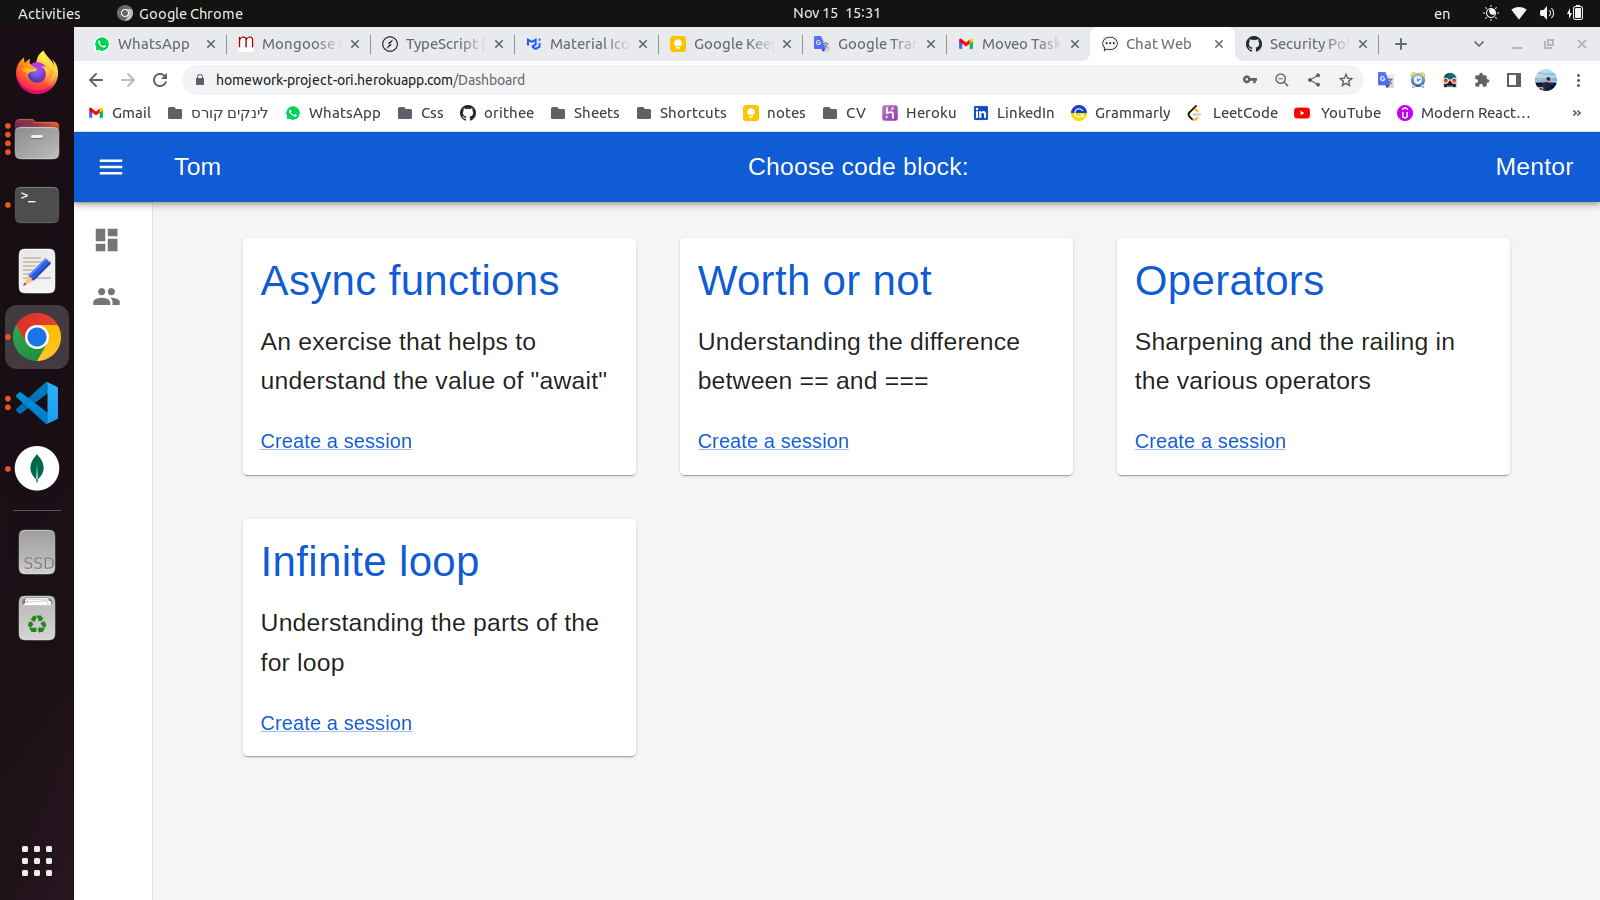 Activities
Google Chrome
Nov 15 15:31
en
WhatsApp
Mongoose
TypeScript
Material Ico
Google Kee
Google Tra
Moveo Task
Chat Web
Security Pol
homework-project-ori.herokuapp.com/Dashboard
Gmail
לינקים קורס
WhatsApp
Css
orithee
Sheets
Shortcuts
notes
CV
Heroku
LinkedIn
Grammarly
LeetCode
YouTube
Modern React...
Tom
Choose code block:
Mentor
Async functions
An exercise that helps to
understand the value of "await"
Create a session
Worth or not
Understanding the difference
between == and ===
Create a session
Operators
Sharpening and the railing in
the various operators
Create a session
Infinite loop
Understanding the parts of the
for loop
Create a session
SSD